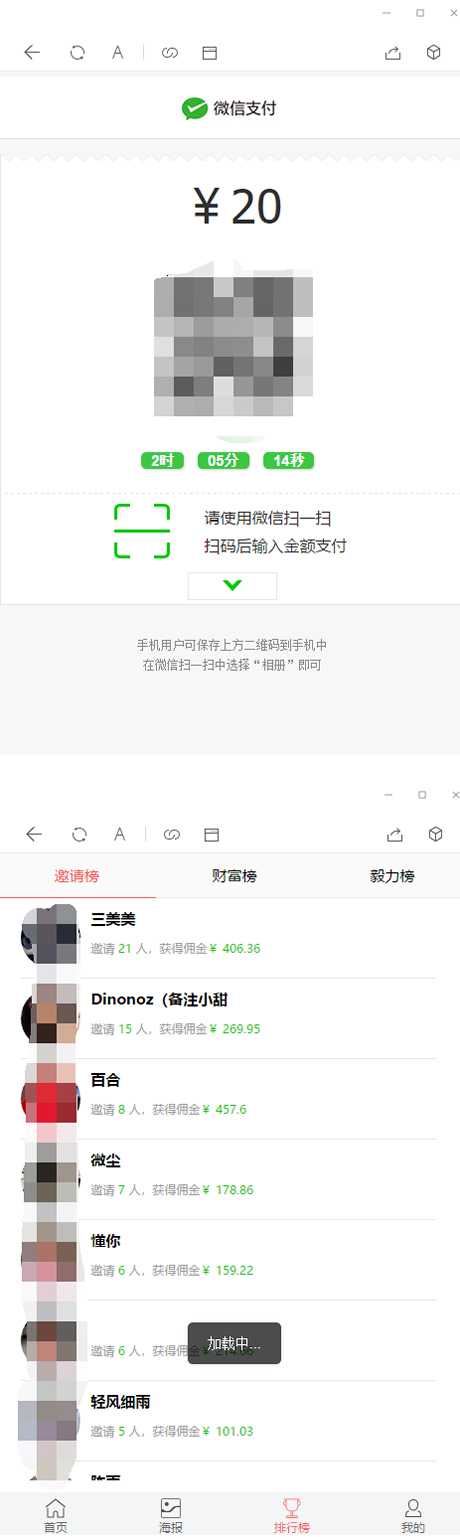 微信支付
￥20
2时 05分 14秒
请使用微信扫一扫
扫码后输入金额支付
手机用户可保存上方二维码到手机中
在微信扫一扫中选择“相册”即可
邀请榜 财富榜 毅力榜
三美美
邀请 21 人，获得佣金￥ 406.36
Dinonoz（备注小甜
邀请 15 人，获得佣金￥ 269.95
百合
邀请 8 人，获得佣金￥ 457.6
微尘
邀请 7 人，获得佣金￥ 178.86
懂你
邀请 6 人，获得佣金￥ 159.22
加载中...
邀请 6 人，获得佣金￥
轻风细雨
邀请 5 人，获得佣金￥ 101.03
首页 海报 排行榜 我的